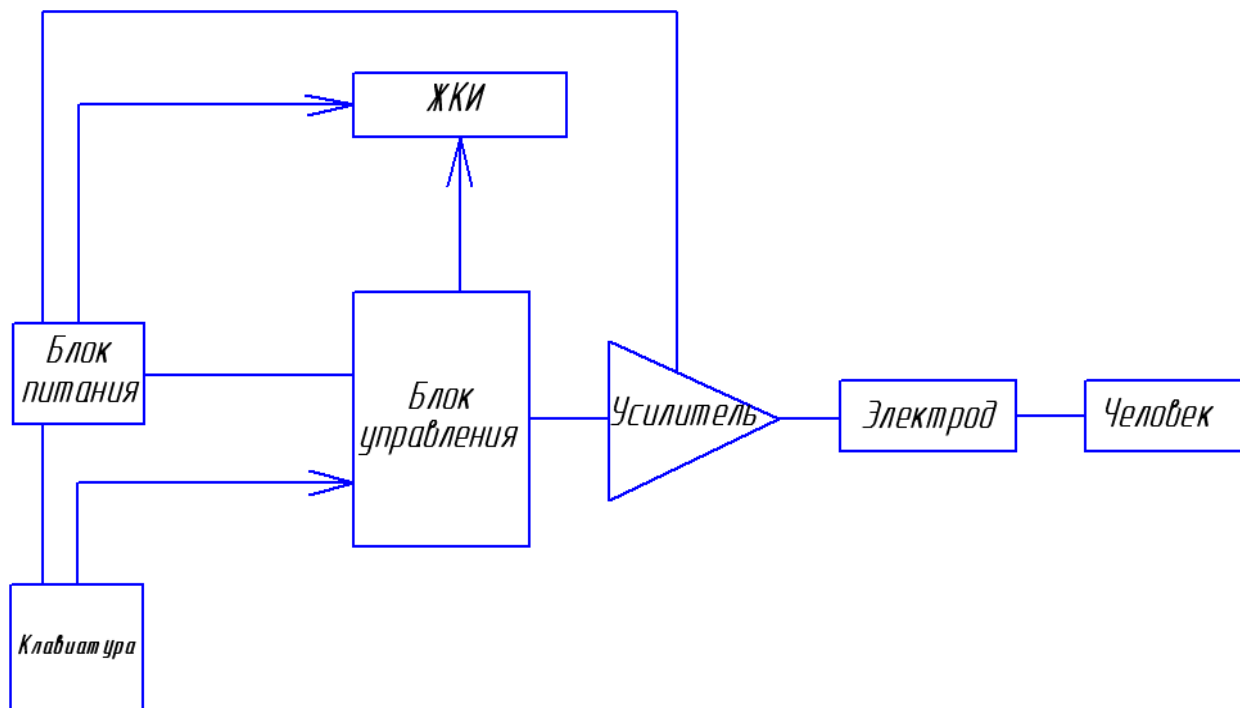 ЖКИ
Блок
питания
Блок
управления
Усилитель
Электрод
Человек
Клавиатура